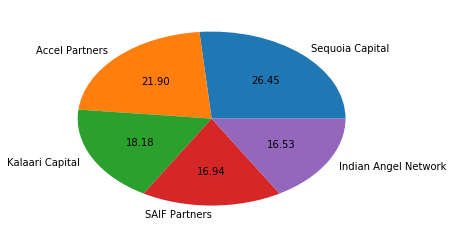 Sequoia Capital
26.45
Accel Partners
21.90
Kalaari Capital
18.18
SAIF Partners
16.94
Indian Angel Network
16.53